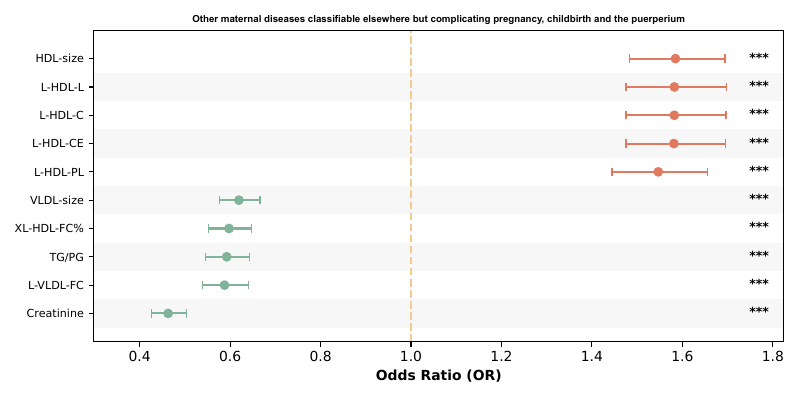 Other maternal diseases classifiable elsewhere but complicating pregnancy, childbirth and the puerperium
HDL-size ***
L-HDL-L ***
L-HDL-C ***
L-HDL-CE ***
L-HDL-PL ***
VLDL-size ***
XL-HDL-FC% ***
TG/PG ***
L-VLDL-FC ***
Creatinine ***
0.4 0.6 0.8 1.0 1.2 1.4 1.6 1.8
Odds Ratio (OR)